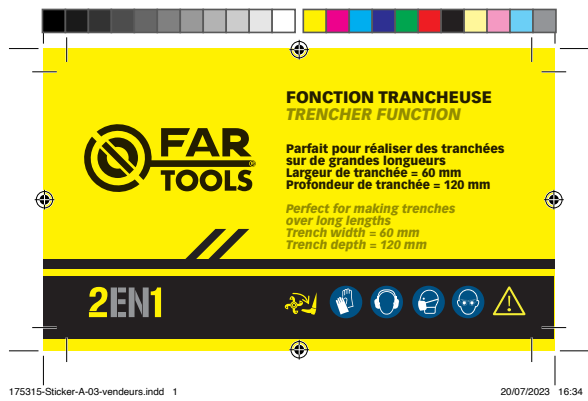 FAR
TOOLS
®
FONCTION TRANCHEUSE
TRENCHER FUNCTION
Parfait pour réaliser des tranchées
sur de grandes longueurs
Largeur de tranchée = 60 mm
Profondeur de tranchée = 120 mm
Perfect for making trenches
over long lengths
Trench width = 60 mm
Trench depth = 120 mm
2EN1
175315-Sticker-A-03-vendeurs.indd 1
20/07/2023 16:34